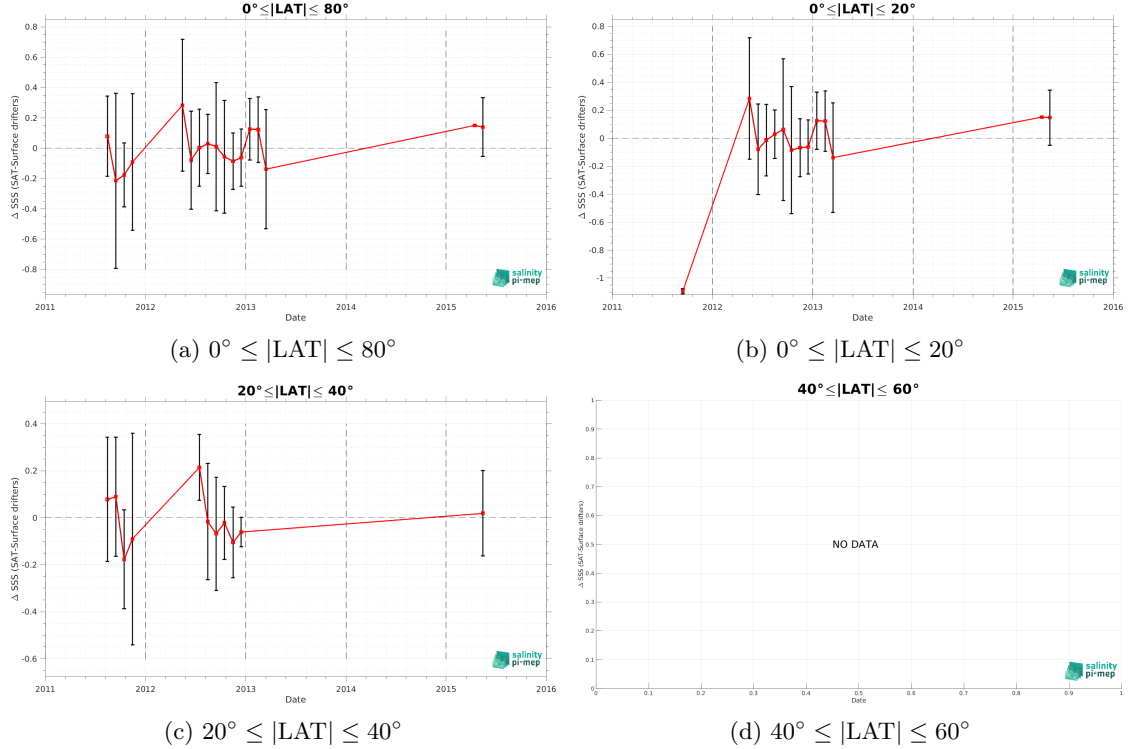 0°≤|LAT|≤ 80°
0.8
0.6
0.4
0.2
0
-0.2
-0.4
-0.6
-0.8
Δ SSS (SAT-Surface drifters)
2011
2012
2013
2014
2015
2016
Date
salinity
pi-mep
(a) 0° ≤ |LAT| ≤ 80°
0°≤|LAT|≤ 20°
0.8
0.6
0.4
0.2
0
-0.2
-0.4
-0.6
-0.8
-1
Δ SSS (SAT-Surface drifters)
2011
2012
2013
2014
2015
2016
Date
salinity
pi-mep
(b) 0° ≤ |LAT| ≤ 20°
20°≤|LAT|≤ 40°
0.4
0.2
0
-0.2
-0.4
-0.6
Δ SSS (SAT-Surface drifters)
2011
2012
2013
2014
2015
2016
Date
salinity
pi-mep
(c) 20° ≤ |LAT| ≤ 40°
40°≤|LAT|≤ 60°
1
0.9
0.8
0.7
0.6
0.5
0.4
0.3
0.2
0.1
0
Δ SSS (SAT-Surface drifters)
NO DATA
0
0.1
0.2
0.3
0.4
0.5
0.6
0.7
0.8
0.9
1
Date
salinity
pi-mep
(d) 40° ≤ |LAT| ≤ 60°